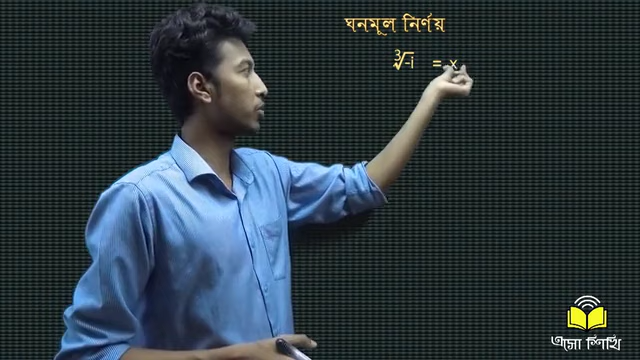 ঘনমূল নির্ণয়
∛-i = x
এসো শিখি